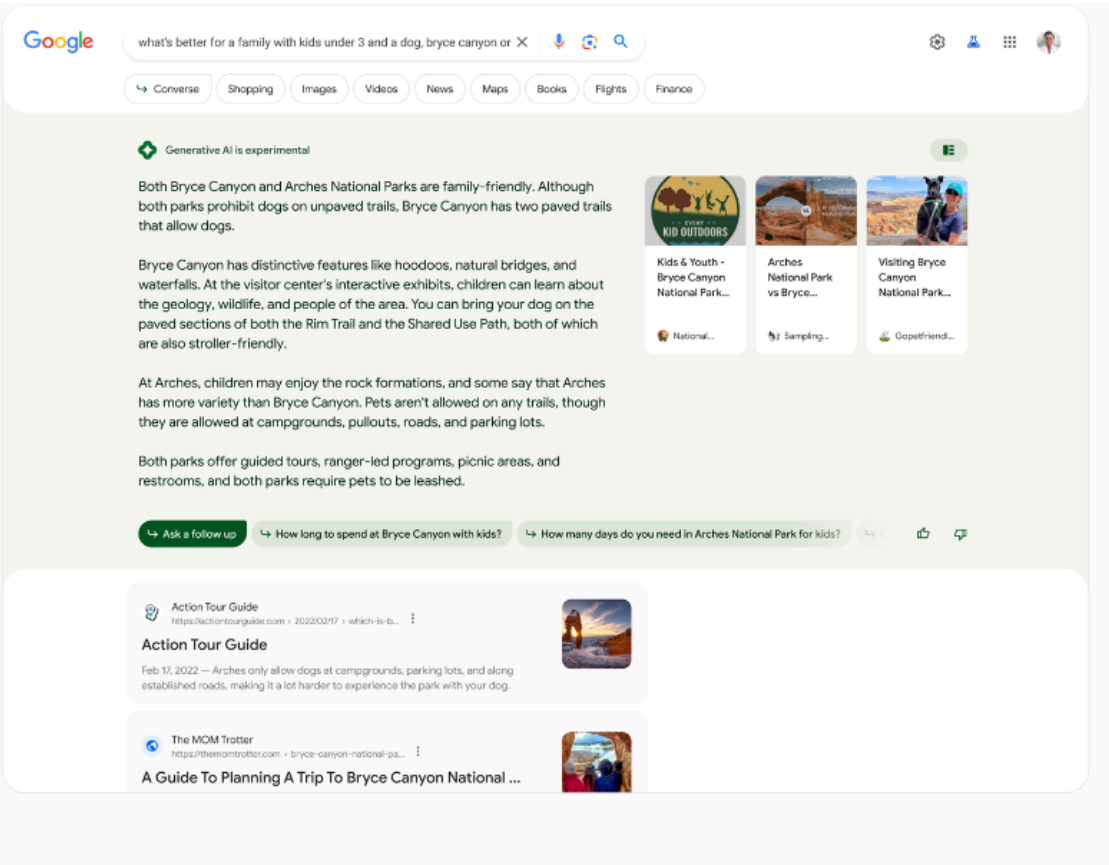 Google
what's better for a family with kids under 3 and a dog, bryce canyon or
Converse
Shopping
Images
Videos
News
Maps
Books
Flights
Finance
Generative AI is experimental
Both Bryce Canyon and Arches National Parks are family-friendly. Although
both parks prohibit dogs on unpaved trails, Bryce Canyon has two paved trails
that allow dogs.
Bryce Canyon has distinctive features like hoodoos, natural bridges, and
waterfalls. At the visitor center's interactive exhibits, children can learn about
the geology, wildlife, and people of the area. You can bring your dog on the
paved sections of both the Rim Trail and the Shared Use Path, both of which
are also stroller-friendly.
At Arches, children may enjoy the rock formations, and some say that Arches
has more variety than Bryce Canyon. Pets aren't allowed on any trails, though
they are allowed at campgrounds, pullouts, roads, and parking lots.
Both parks offer guided tours, ranger-led programs, picnic areas, and
restrooms, and both parks require pets to be leashed.
EVERY
KID OUTDOORS
Kids & Youth -
Bryce Canyon
National Park...
National...
VS
Arches
National Park
vs Bryce...
Sampling...
Visiting Bryce
Canyon
National Park...
Gopetfriendl...
Ask a follow up
How long to spend at Bryce Canyon with kids?
How many days do you need in Arches National Park for kids?
Action Tour Guide
https://actiontourguide.com › 2022/02/17 › which-is-b...
Action Tour Guide
Feb 17, 2022 — Arches only allow dogs at campgrounds, parking lots, and along
established roads, making it a lot harder to experience the park with your dog.
The MOM Trotter
https://themomtrotter.com › bryce-canyon-national-pa...
A Guide To Planning A Trip To Bryce Canyon National ...